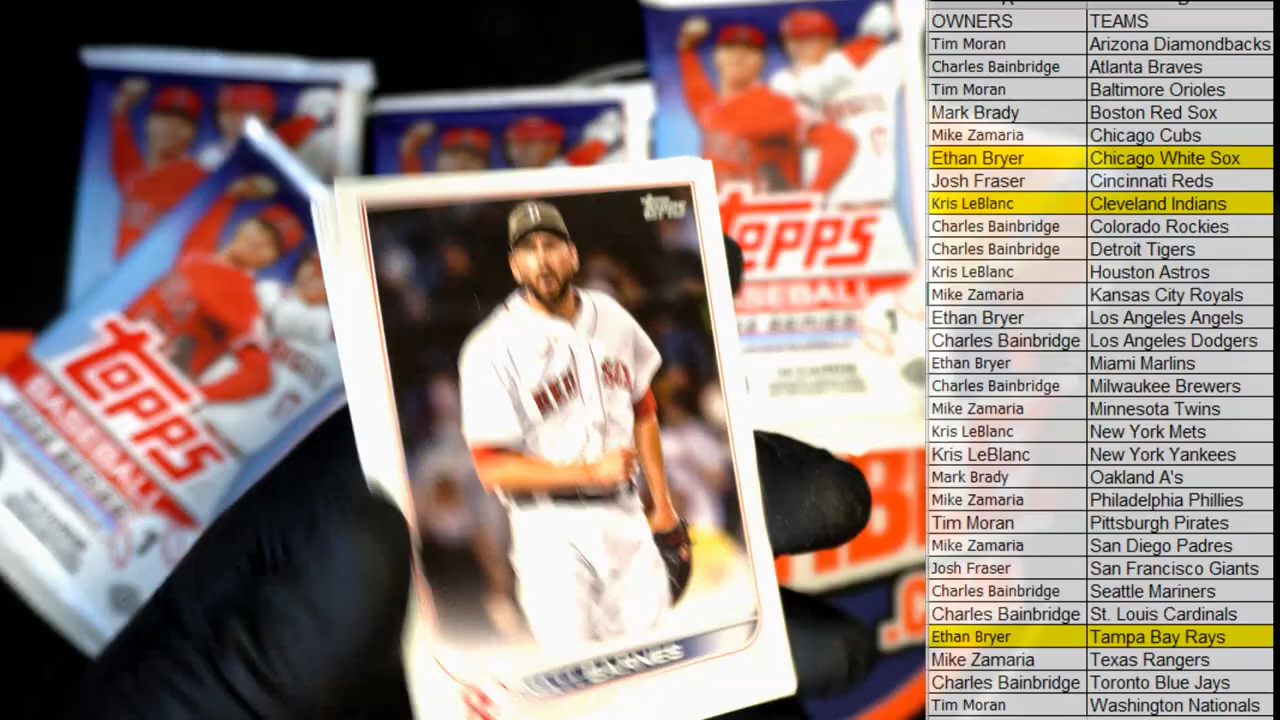 OWNERS TEAMS
Tim Moran Arizona Diamondbacks
Charles Bainbridge Atlanta Braves
Tim Moran Baltimore Orioles
Mark Brady Boston Red Sox
Mike Zamaria Chicago Cubs
Ethan Bryer Chicago White Sox
Josh Fraser Cincinnati Reds
Kris LeBlanc Cleveland Indians
Charles Bainbridge Colorado Rockies
Charles Bainbridge Detroit Tigers
Kris LeBlanc Houston Astros
Mike Zamaria Kansas City Royals
Ethan Bryer Los Angeles Angels
Charles Bainbridge Los Angeles Dodgers
Ethan Bryer Miami Marlins
Charles Bainbridge Milwaukee Brewers
Mike Zamaria Minnesota Twins
Kris LeBlanc New York Mets
Kris LeBlanc New York Yankees
Mark Brady Oakland A's
Mike Zamaria Philadelphia Phillies
Tim Moran Pittsburgh Pirates
Mike Zamaria San Diego Padres
Josh Fraser San Francisco Giants
Charles Bainbridge Seattle Mariners
Charles Bainbridge St. Louis Cardinals
Ethan Bryer Tampa Bay Rays
Mike Zamaria Texas Rangers
Charles Bainbridge Toronto Blue Jays
Tim Moran Washington Nationals
topps
topps
BASEBALL
topps